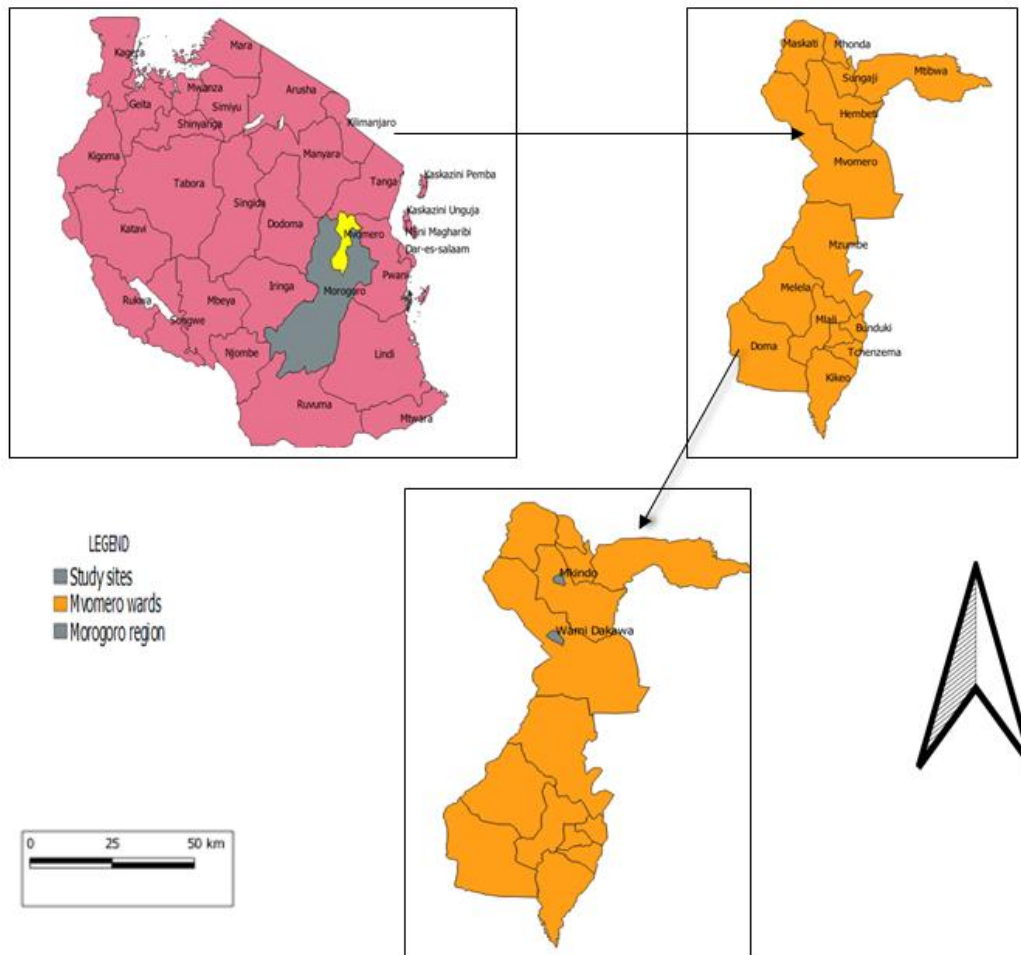 Kagera
Mara
Mwanza
Arusha
Geita
Simiyu
Shinyanga
Kilimanjaro
Kigoma
Manyara
Tabora
Tanga
Kaskazini Pemba
Singida
Kaskazini Unguja
Dodoma
Katavi
Mvomero
Mjini Magharibi
Dar-es-salaam
Pwani
Iringa
Morogoro
Rukwa
Mbeya
Songwe
Njombe
Lindi
Ruvuma
Mtwara
Maskati
Mhonda
Sungaji
Mtibwa
Hembeti
Mvomero
Mzumbe
Melela
Mlali
Bunduki
Doma
Tchenzema
Kikeo
Mkindo
Wami Dakawa
LEGEND
Study sites
Mvomero wards
Morogoro region
0 25 50 km